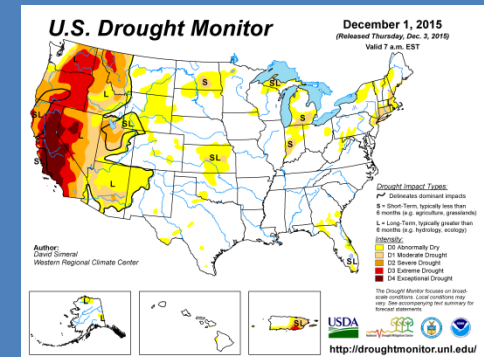 U.S. Drought Monitor
December 1, 2015
(Released Thursday, Dec. 3, 2015)
Valid 7 a.m. EST
L
S
SL
L
SL
SL
S
SL
S
S
L
SL
SL
Drought Impact Types:
Delineates dominant impacts
S = Short-Term, typically less than
6 months (e.g. agriculture, grasslands)
L = Long-Term, typically greater than
6 months (e.g. hydrology, ecology)
Intensity:
D0 Abnormally Dry
D1 Moderate Drought
D2 Severe Drought
D3 Extreme Drought
D4 Exceptional Drought
Author:
David Simeral
Western Regional Climate Center
The Drought Monitor focuses on broad-
scale conditions. Local conditions may
vary. See accompanying text summary for
forecast statements.
L
L
S
USDA
http://droughtmonitor.unl.edu/